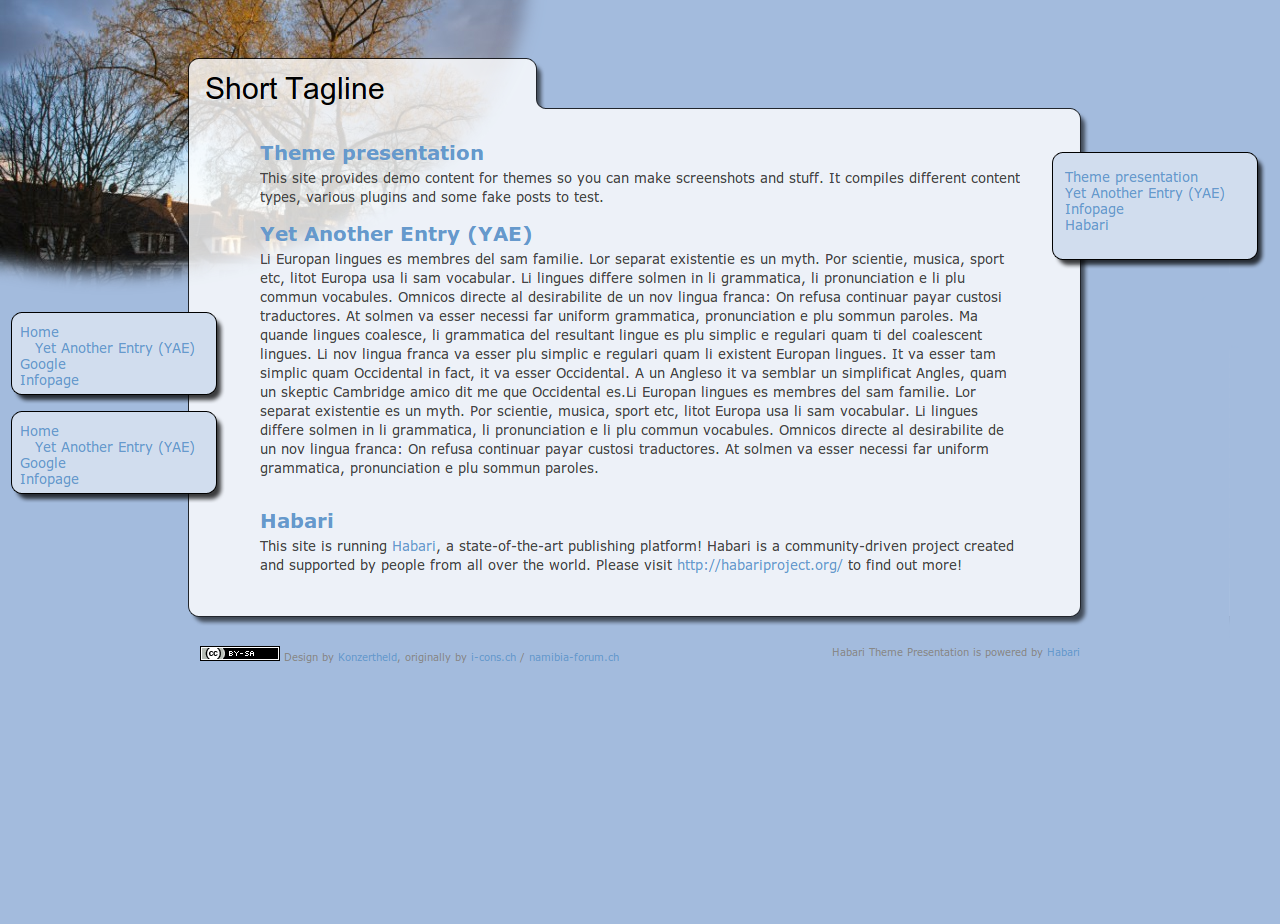 Short Tagline
Theme presentation
This site provides demo content for themes so you can make screenshots and stuff. It compiles different content
types, various plugins and some fake posts to test.
Yet Another Entry (YAE)
Li Europan lingues es membres del sam familie. Lor separat existentie es un myth. Por scientie, musica, sport
etc, litot Europa usa li sam vocabular. Li lingues differe solmen in li grammatica, li pronunciation e li plu
commun vocabules. Omnicos directe al desirabilite de un nov lingua franca: On refusa continuar payar custosi
traductores. At solmen va esser necessi far uniform grammatica, pronunciation e plu sommun paroles. Ma
quande lingues coalesce, li grammatica del resultant lingue es plu simplic e regulari quam ti del coalescent
lingues. Li nov lingua franca va esser plu simplic e regulari quam li existent Europan lingues. It va esser tam
simplic quam Occidental in fact, it va esser Occidental. A un Angleso it va semblar un simplificat Angles, quam
un skeptic Cambridge amico dit me que Occidental es.Li Europan lingues es membres del sam familie. Lor
separat existentie es un myth. Por scientie, musica, sport etc, litot Europa usa li sam vocabular. Li lingues
differe solmen in li grammatica, li pronunciation e li plu commun vocabules. Omnicos directe al desirabilite de
un nov lingua franca: On refusa continuar payar custosi traductores. At solmen va esser necessi far uniform
grammatica, pronunciation e plu sommun paroles.
Habari
This site is running Habari, a state-of-the-art publishing platform! Habari is a community-driven project created
and supported by people from all over the world. Please visit http://habariproject.org/ to find out more!
Theme presentation
Yet Another Entry (YAE)
Infopage
Habari
Home
Yet Another Entry (YAE)
Google
Infopage
Home
Yet Another Entry (YAE)
Google
Infopage
(cc) BY-SA Design by Konzertheld, originally by i-cons.ch / namibia-forum.ch
Habari Theme Presentation is powered by Habari